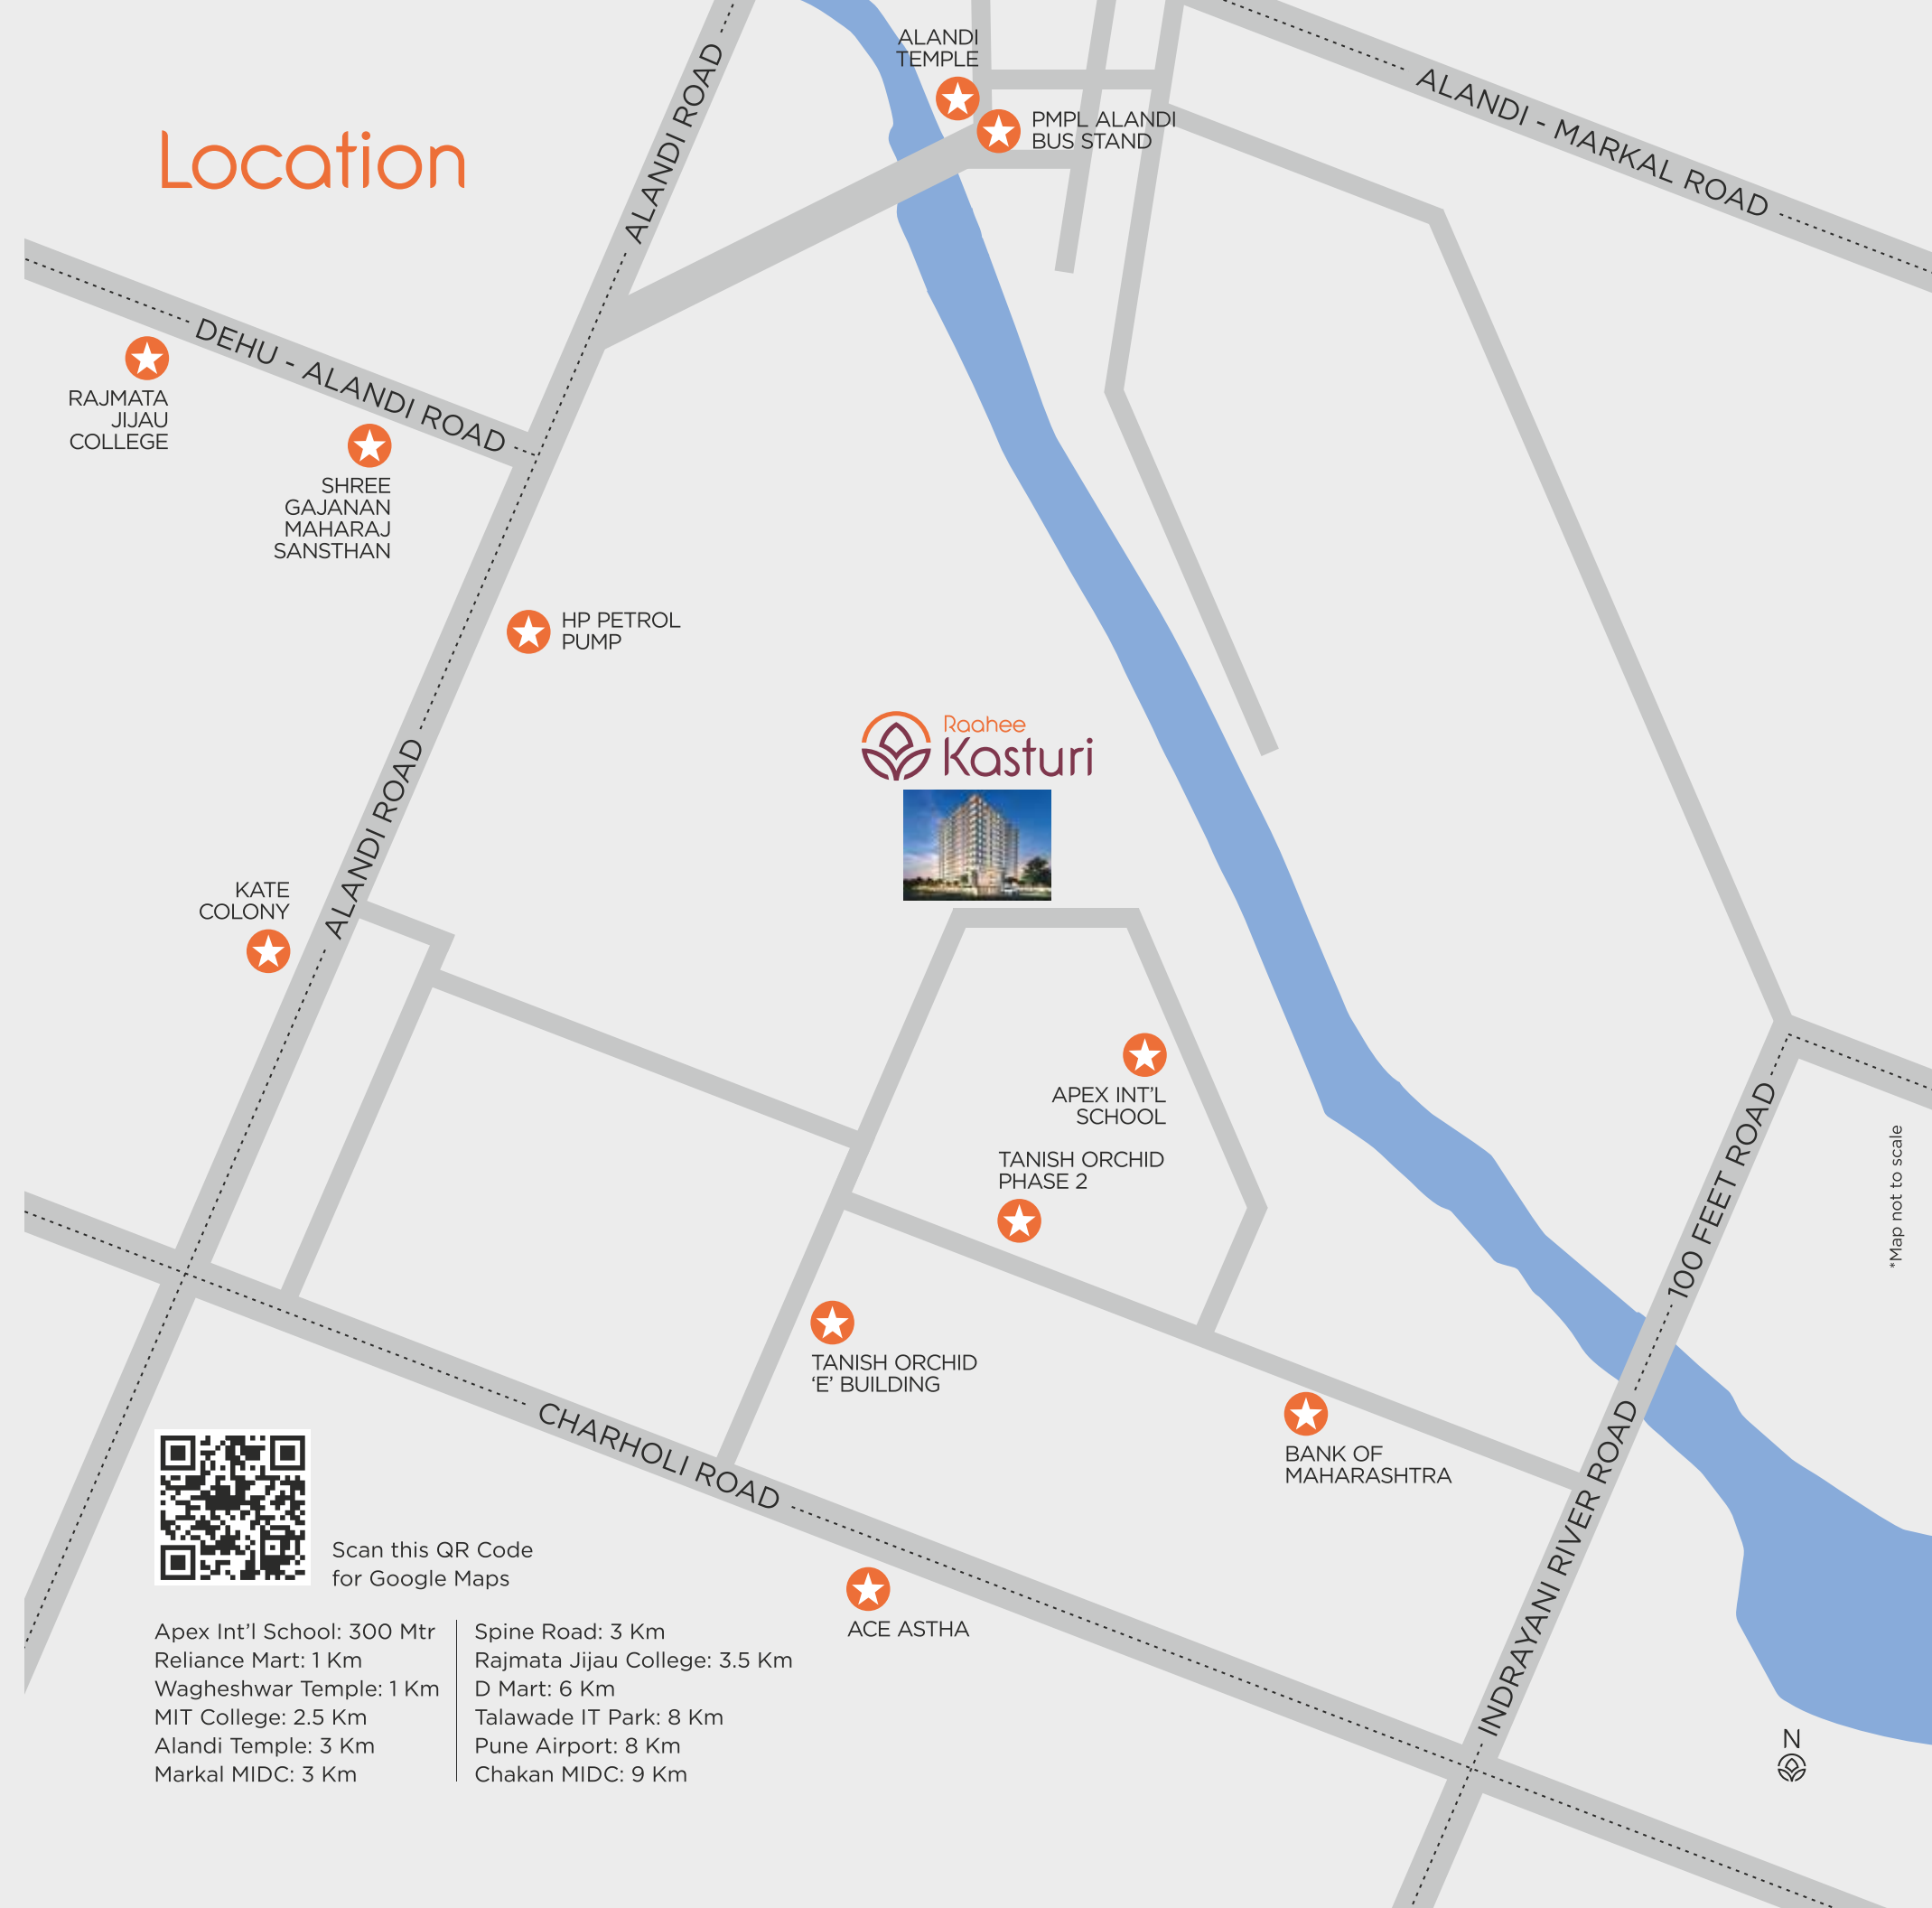 Location
ALANDI
TEMPLE
PMPL ALANDI
BUS STAND
ALANDI ROAD
ALANDI - MARKAL ROAD
DEHU - ALANDI ROAD
RAJMATA
JIJAU
COLLEGE
SHREE
GAJANAN
MAHARAJ
SANSTHAN
HP PETROL
PUMP
Raahee
Kasturi
ALANDI ROAD
KATE
COLONY
APEX INT'L
SCHOOL
TANISH ORCHID
PHASE 2
100 FEET ROAD
*Map not to scale
TANISH ORCHID
‘E’ BUILDING
CHARHOLI ROAD
BANK OF
MAHARASHTRA
INDRAYANI RIVER ROAD
ACE ASTHA
N
Scan this QR Code
for Google Maps
Apex Int'l School: 300 Mtr
Reliance Mart: 1 Km
Wagheshwar Temple: 1 Km
MIT College: 2.5 Km
Alandi Temple: 3 Km
Markal MIDC: 3 Km
Spine Road: 3 Km
Rajmata Jijau College: 3.5 Km
D Mart: 6 Km
Talawade IT Park: 8 Km
Pune Airport: 8 Km
Chakan MIDC: 9 Km